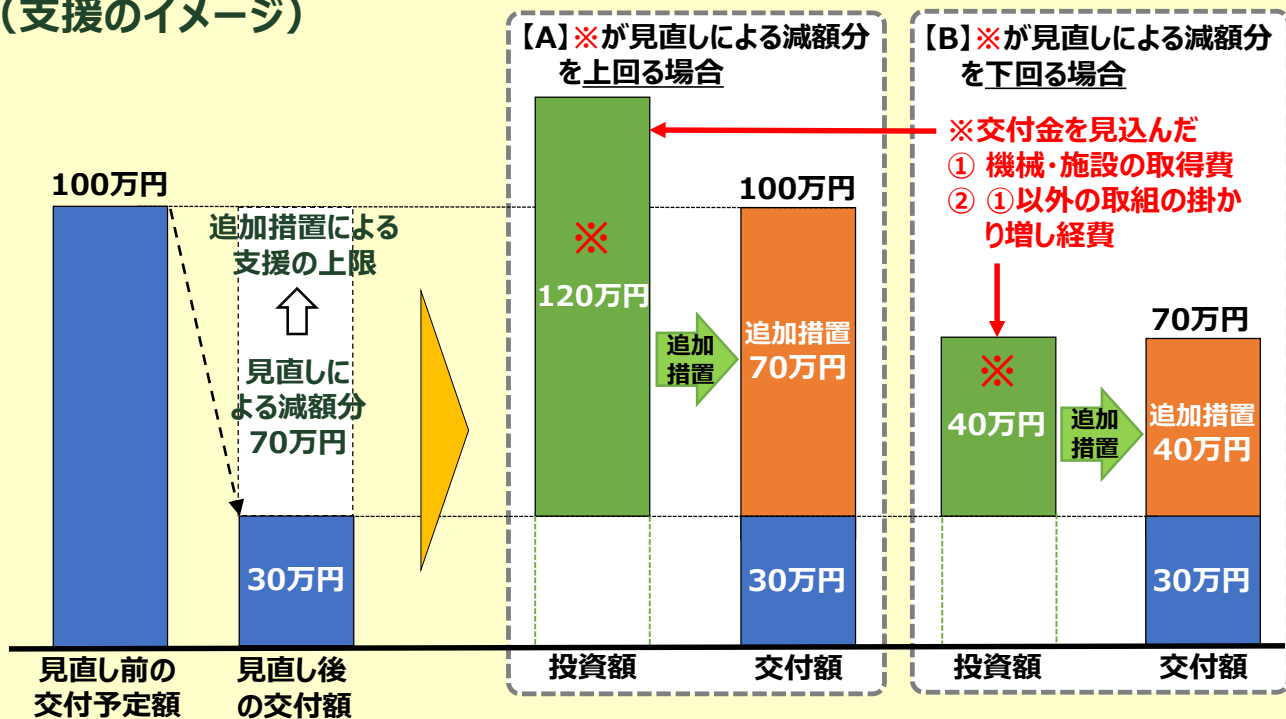 （支援のイメージ）
100万円
見直し前の
交付予定額
追加措置による
支援の上限
見直しに
よる減額分
70万円
30万円
見直し後
の交付額
【A】※が見直しによる減額分
を上回る場合
※
120万円
追加
措置
100万円
追加措置
70万円
30万円
投資額
交付額
【B】※が見直しによる減額分
を下回る場合
※交付金を見込んだ
① 機械・施設の取得費
② ①以外の取組の掛か
り増し経費
※
40万円
追加
措置
70万円
追加措置
40万円
30万円
投資額
交付額